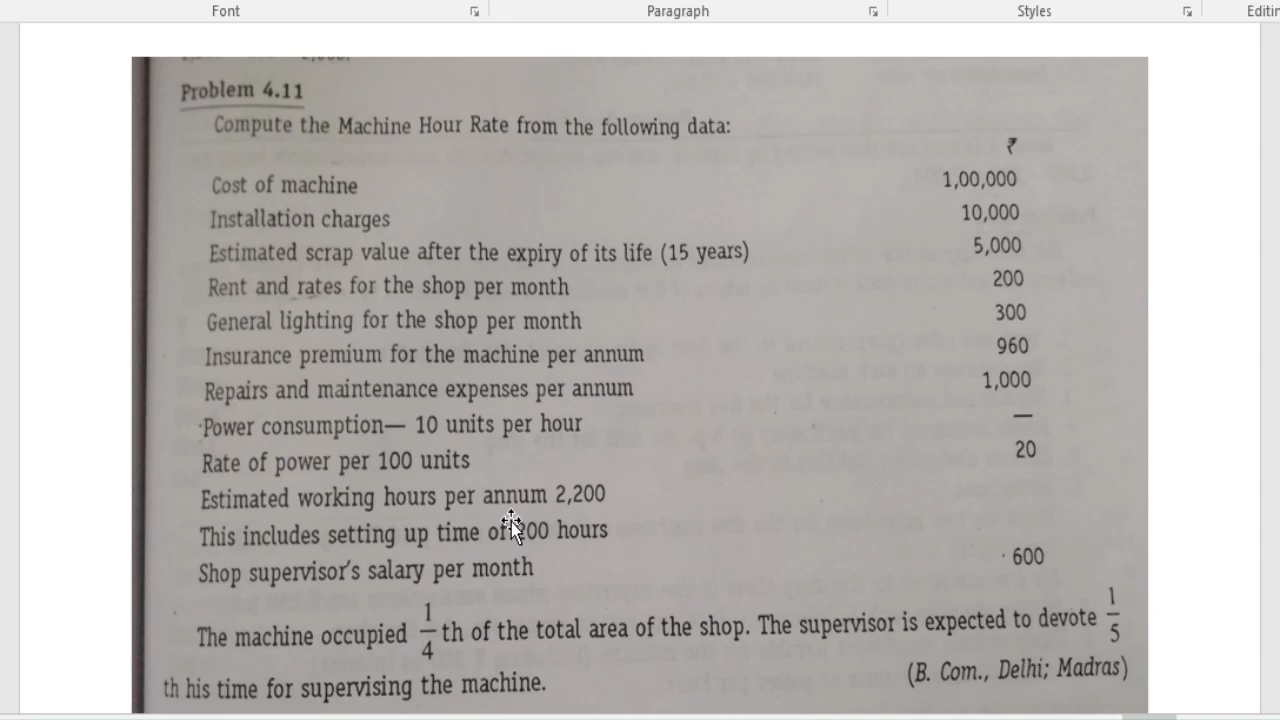 Font Paragraph Styles
Problem 4.11
Compute the Machine Hour Rate from the following data:
₹
Cost of machine 1,00,000
Installation charges 10,000
Estimated scrap value after the expiry of its life (15 years) 5,000
Rent and rates for the shop per month 200
General lighting for the shop per month 300
Insurance premium for the machine per annum 960
Repairs and maintenance expenses per annum 1,000
Power consumption— 10 units per hour —
Rate of power per 100 units 20
Estimated working hours per annum 2,200
This includes setting up time of 200 hours
Shop supervisor's salary per month 600
The machine occupied 1/4 th of the total area of the shop. The supervisor is expected to devote 1/5
th his time for supervising the machine. (B. Com., Delhi; Madras)